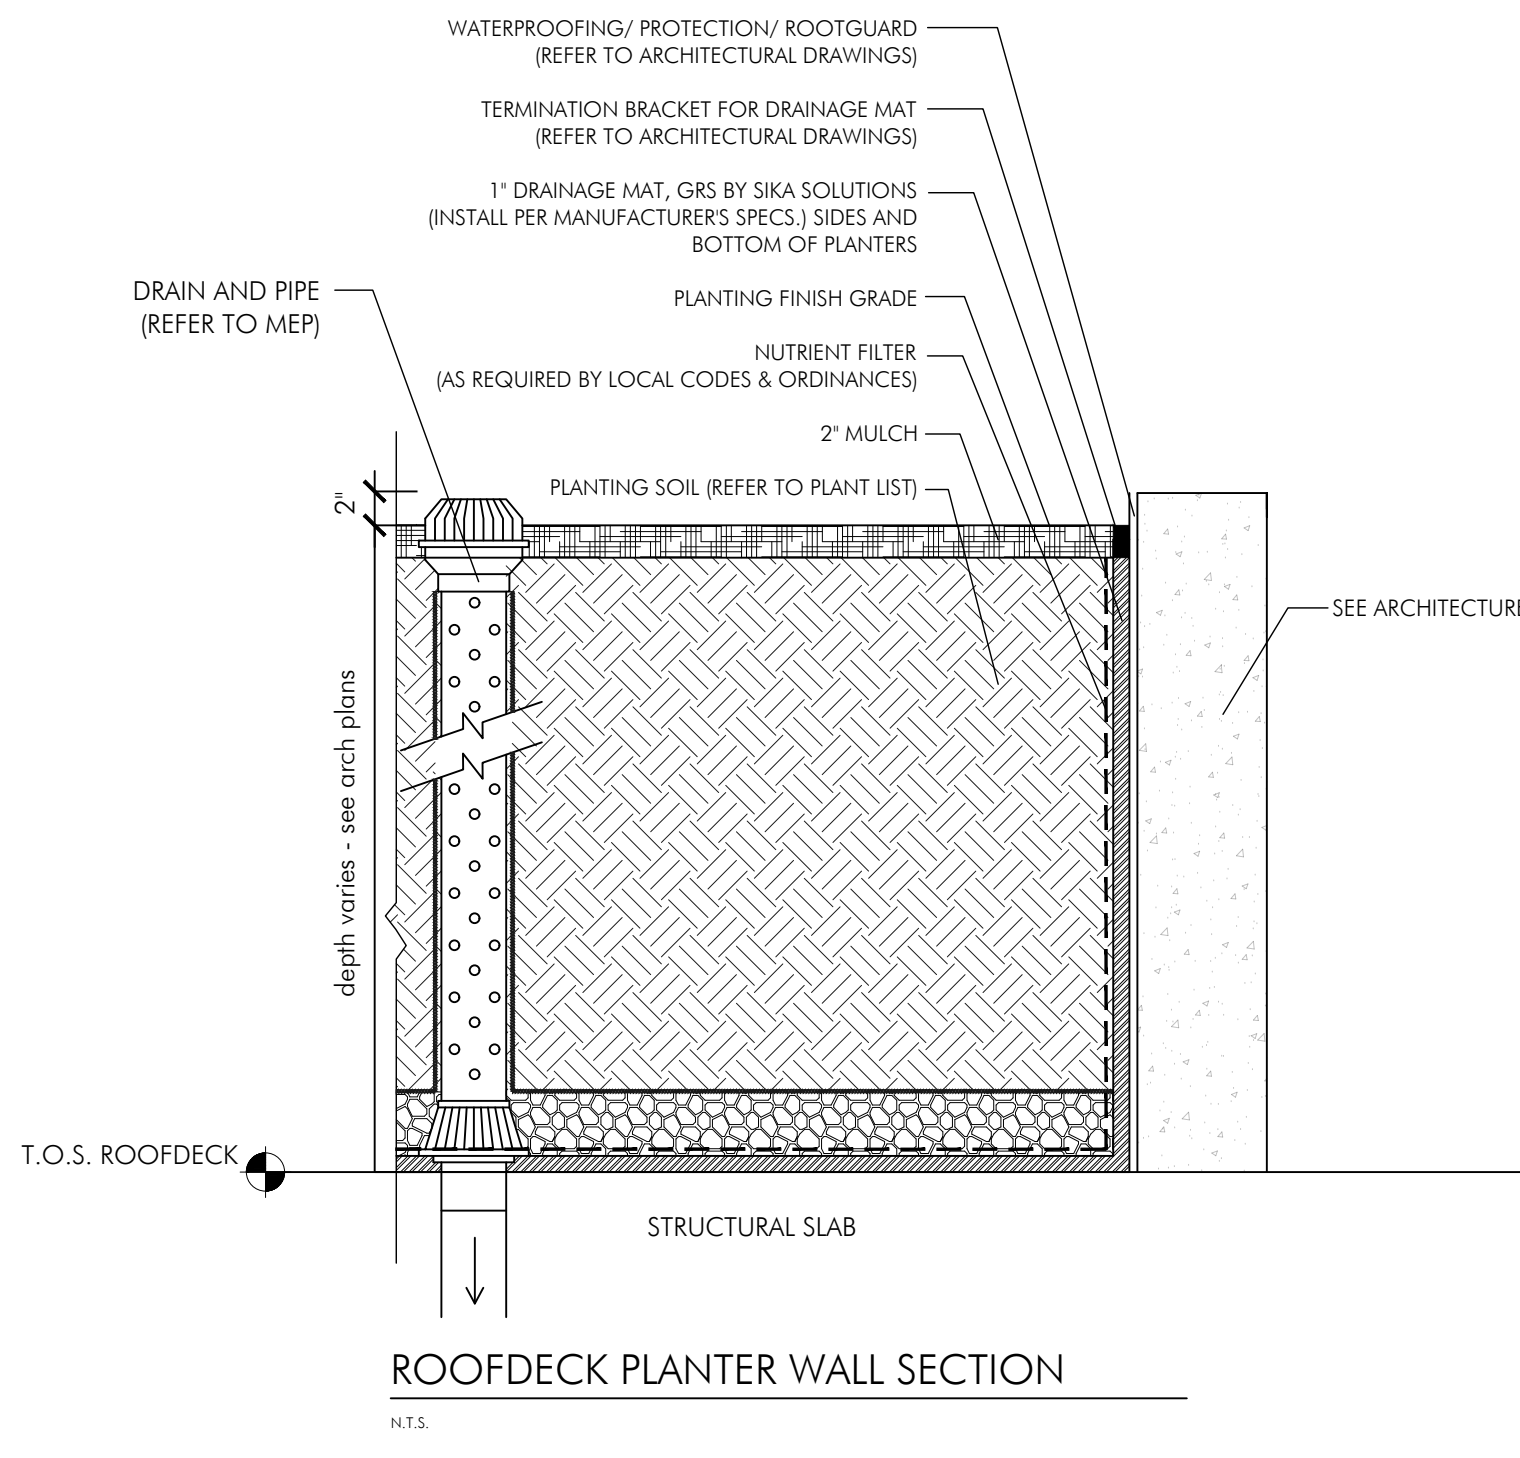 WATERPROOFING/ PROTECTION/ ROOTGUARD
(REFER TO ARCHITECTURAL DRAWINGS)
TERMINATION BRACKET FOR DRAINAGE MAT
(REFER TO ARCHITECTURAL DRAWINGS)
1" DRAINAGE MAT, GRS BY SIKA SOLUTIONS
(INSTALL PER MANUFACTURER'S SPECS.) SIDES AND
BOTTOM OF PLANTERS
DRAIN AND PIPE
(REFER TO MEP)
PLANTING FINISH GRADE
NUTRIENT FILTER
(AS REQUIRED BY LOCAL CODES & ORDINANCES)
2" MULCH
PLANTING SOIL (REFER TO PLANT LIST)
2"
depth varies - see arch plans
SEE ARCHITECTURE
T.O.S. ROOFDECK
STRUCTURAL SLAB
ROOFDECK PLANTER WALL SECTION
N.T.S.